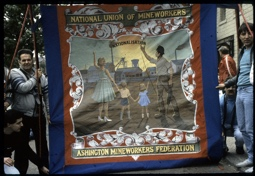 NATIONAL UNION OF MINEWORKERS
NATIONALISATION
ASHINGTON MINEWORKERS FEDERATION